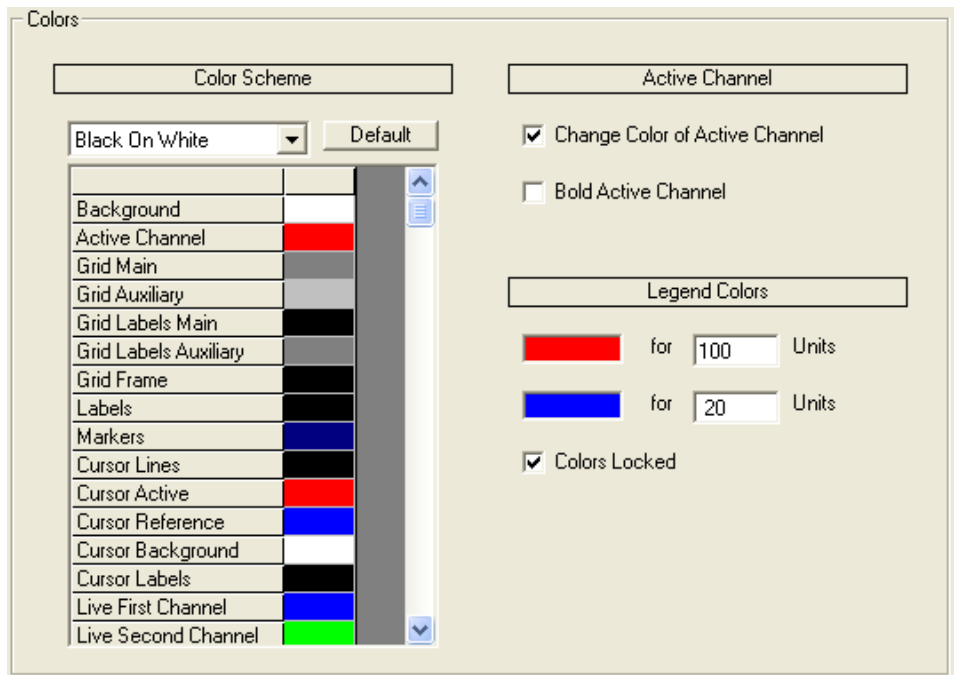 Colors
Color Scheme
Black On White
Default
Background
Active Channel
Grid Main
Grid Auxiliary
Grid Labels Main
Grid Labels Auxiliary
Grid Frame
Labels
Markers
Cursor Lines
Cursor Active
Cursor Reference
Cursor Background
Cursor Labels
Live First Channel
Live Second Channel
Active Channel
Change Color of Active Channel
Bold Active Channel
Legend Colors
for 100 Units
for 20 Units
Colors Locked